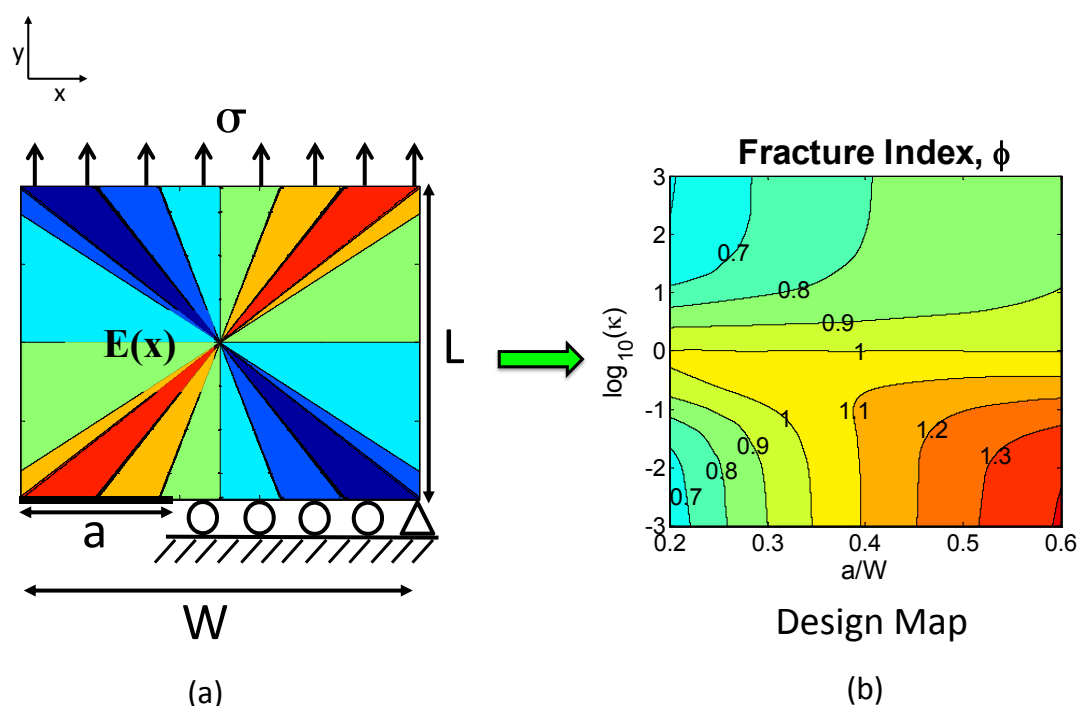 y
x
σ
E(x)
L
a
W
(a)
Fracture Index, ϕ
3
2
1
0
-1
-2
-3
log10(κ)
0.7
0.8
0.9
1
1
1.1
1.2
0.9
1.3
0.8
0.7
0.2
0.3
0.4
0.5
0.6
a/W
Design Map
(b)